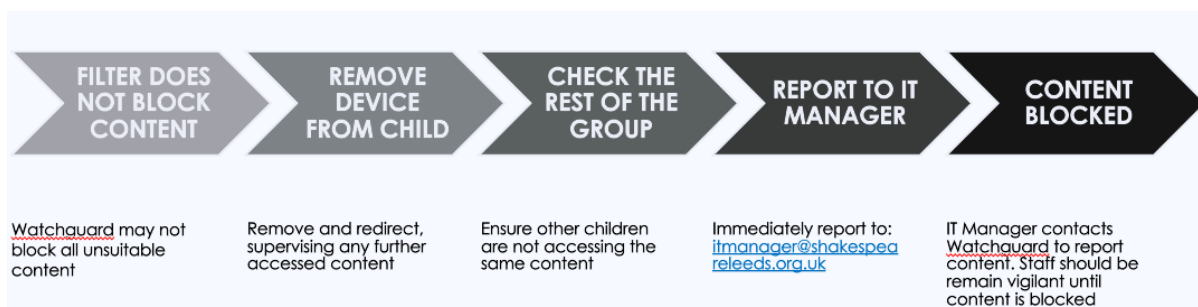 FILTER DOES
NOT BLOCK
CONTENT
REMOVE
DEVICE
FROM CHILD
CHECK THE
REST OF THE
GROUP
REPORT TO IT
MANAGER
CONTENT
BLOCKED
Watchguard may not
block all unsuitable
content
Remove and redirect,
supervising any further
accessed content
Ensure other children
are not accessing the
same content
Immediately report to:
itmanager@shakespea
releeds.org.uk
IT Manager contacts
Watchguard to report
content. Staff should be
remain vigilant until
content is blocked